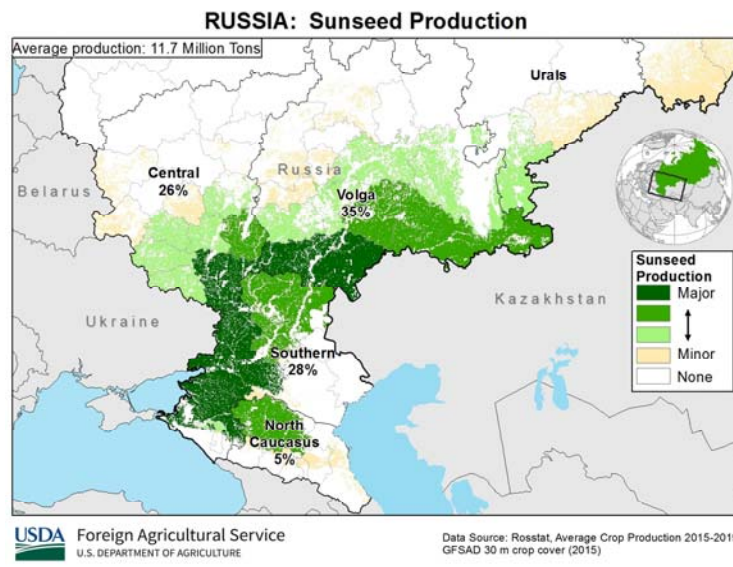 RUSSIA: Sunseed Production
Average production: 11.7 Million Tons
Urals
Central
26%
Russia
Belarus
Volga
35%
Sunseed
Production
Major
Minor
None
Kazakhstan
Ukraine
Southern
28%
North
Caucasus
5%
USDA Foreign Agricultural Service
U.S. DEPARTMENT OF AGRICULTURE
Data Source: Rosstat, Average Crop Production 2015-201
GFSAD 30 m crop cover (2015)